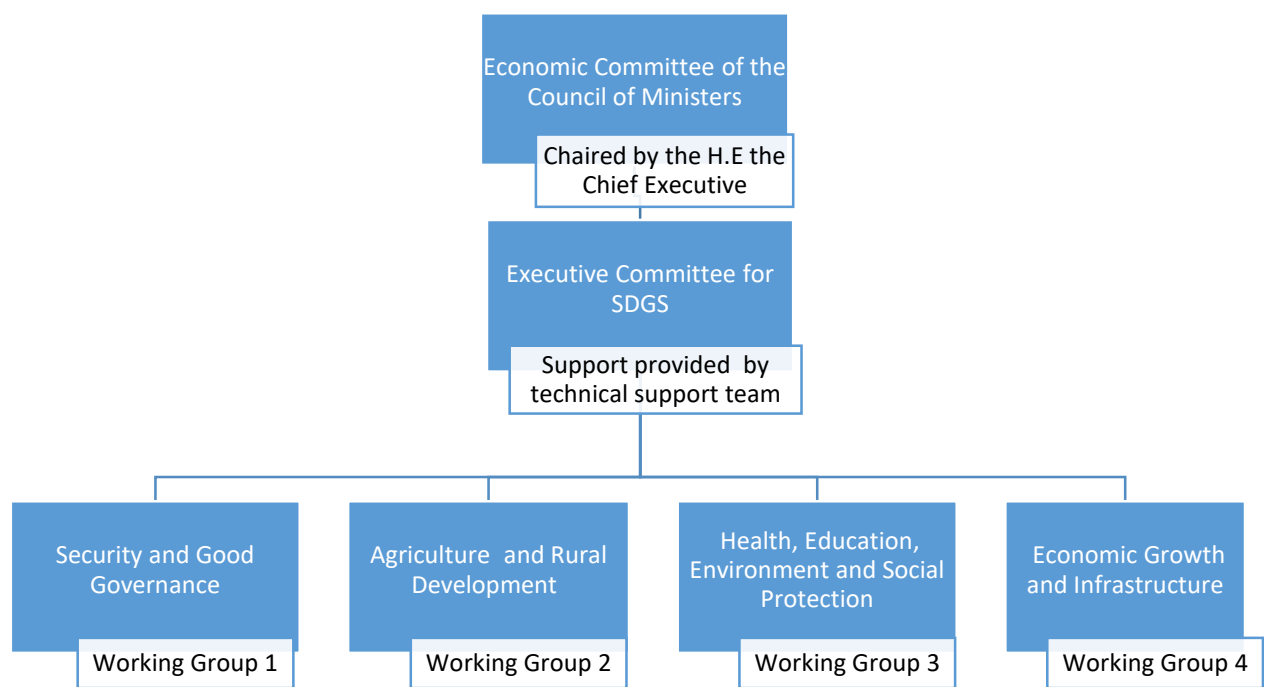 Economic Committee of the
Council of Ministers
Chaired by the H.E the
Chief Executive
Executive Committee for
SDGS
Support provided  by
technical support team
Security and Good
Governance
Working Group 1
Agriculture  and Rural
Development
Working Group 2
Health, Education,
Environment and Social
Protection
Working Group 3
Economic Growth
and Infrastructure
Working Group 4